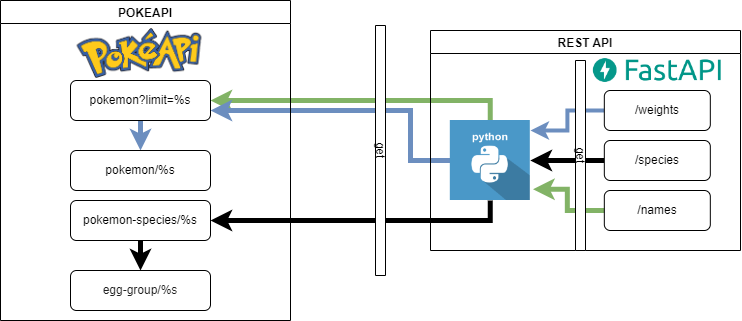 POKEAPI
PokéApi
pokemon?limit=%s
pokemon/%s
pokemon-species/%s
egg-group/%s
get
REST API
FastAPI
python
get
/weights
/species
/names